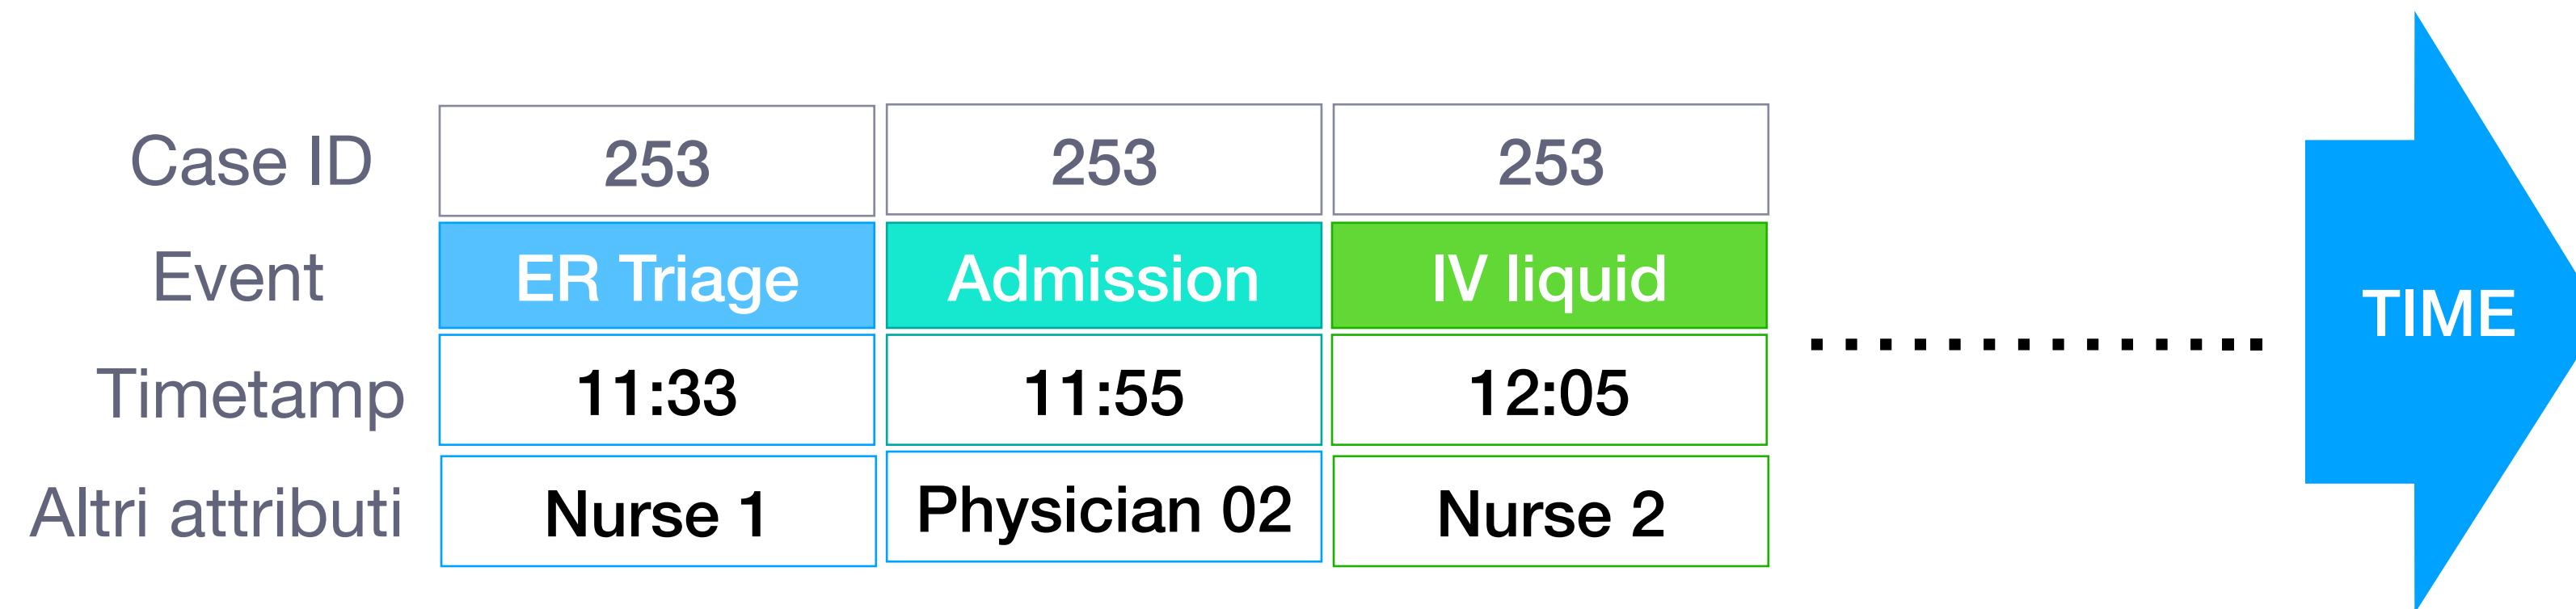 Case ID 253 253 253
Event ER Triage Admission IV liquid
Timetamp 11:33 11:55 12:05
Altri attributi Nurse 1 Physician 02 Nurse 2
TIME